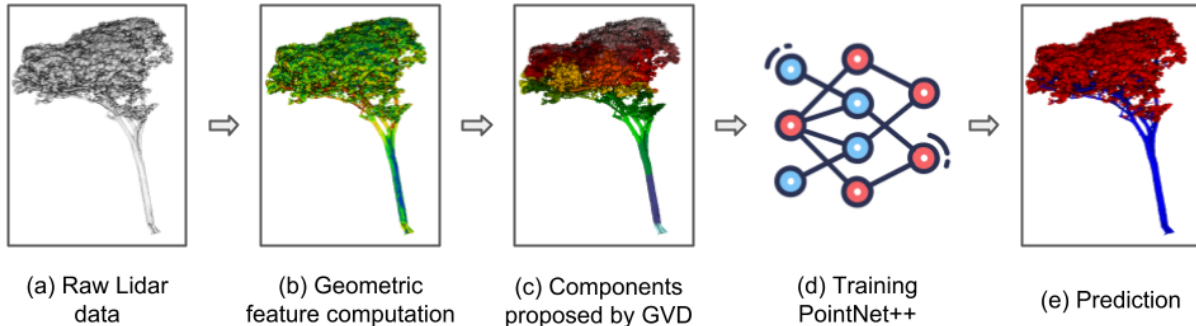 (a) Raw Lidar
data
(b) Geometric
feature computation
(c) Components
proposed by GVD
(d) Training
PointNet++
(e) Prediction